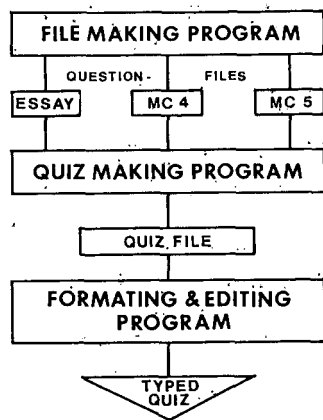 FILE MAKING PROGRAM
QUESTION- FILES
ESSAY MC 4 MC 5
QUIZ MAKING PROGRAM
QUIZ FILE
FORMATING & EDITING
PROGRAM
TYPED
QUIZ